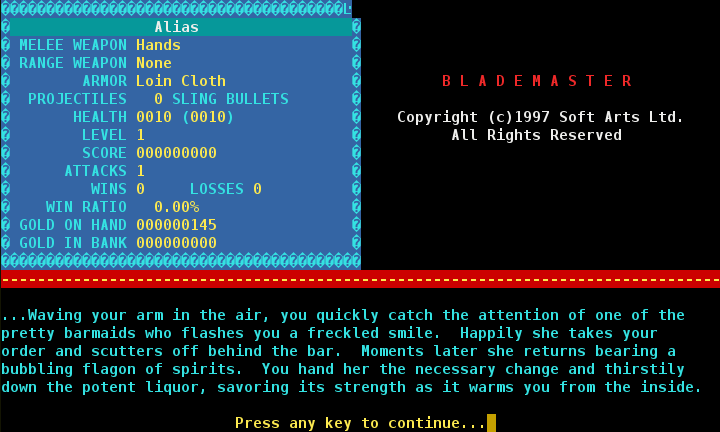 Alias
MELEE WEAPON Hands
RANGE WEAPON None
ARMOR Loin Cloth
PROJECTILES 0 SLING BULLETS
HEALTH 0010 (0010)
LEVEL 1
SCORE 000000000
ATTACKS 1
WINS 0 LOSSES 0
WIN RATIO 0.00%
GOLD ON HAND 000000145
GOLD IN BANK 000000000
B L A D E M A S T E R
Copyright (c)1997 Soft Arts Ltd.
All Rights Reserved
...Waving your arm in the air, you quickly catch the attention of one of the
pretty barmaids who flashes you a freckled smile.  Happily she takes your
order and scutters off behind the bar.  Moments later she returns bearing a
bubbling flagon of spirits.  You hand her the necessary change and thirstily
down the potent liquor, savoring its strength as it warms you from the inside.
Press any key to continue...